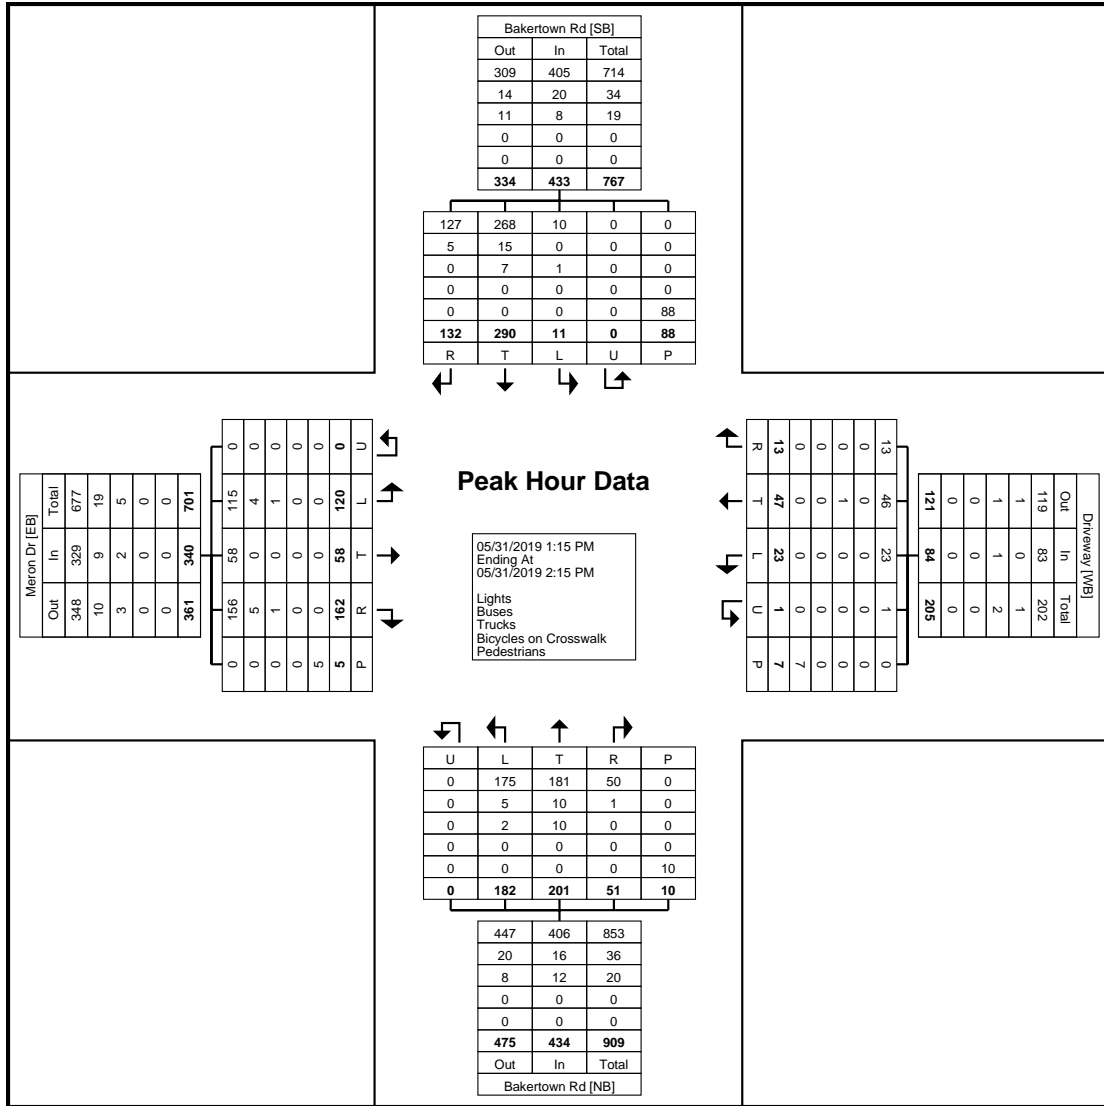 Bakertown Rd [SB]
Out In Total
309 405 714
14 20 34
11 8 19
0 0 0
0 0 0
334 433 767
127 268 10 0 0
5 15 0 0 0
0 7 1 0 0
0 0 0 0 0
0 0 0 0 88
132 290 11 0 88
R T L U P
Meron Dr [EB]
Total 677 19 5 0 0 701
In 329 9 2 0 0 340
Out 348 10 3 0 0 361
0 0 0 0 0 0 U
115 4 1 0 0 120 L
58 0 0 0 0 58 T
156 5 1 0 0 162 R
0 0 0 0 5 5 P
Peak Hour Data
05/31/2019 1:15 PM
Ending At
05/31/2019 2:15 PM
Lights
Buses
Trucks
Bicycles on Crosswalk
Pedestrians
R 13 0 0 0 0 13
T 47 0 0 1 0 46
L 23 0 0 0 0 23
U 1 0 0 0 0 1
P 7 7 0 0 0 0
121 0 0 1 1 119 Out
84 0 0 1 0 83 In
205 0 0 2 1 202 Total
Driveway [WB]
U L T R P
0 175 181 50 0
0 5 10 1 0
0 2 10 0 0
0 0 0 0 0
0 0 0 0 10
0 182 201 51 10
447 406 853
20 16 36
8 12 20
0 0 0
0 0 0
475 434 909
Out In Total
Bakertown Rd [NB]